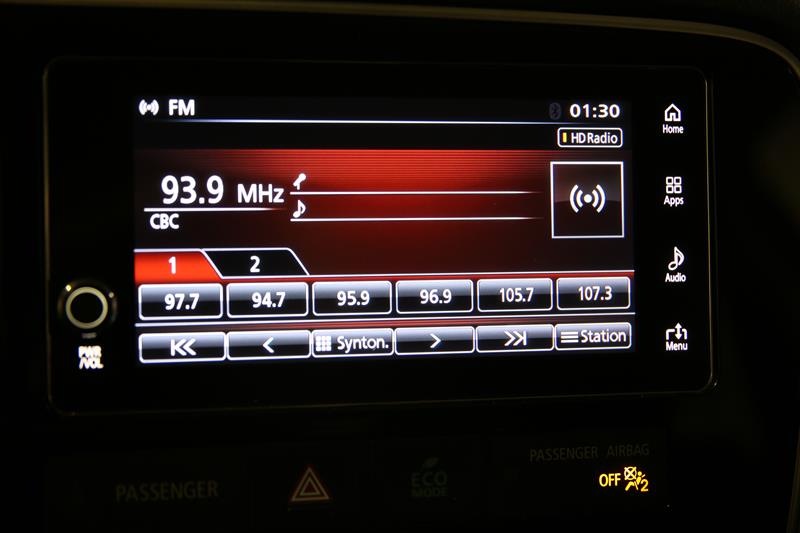 FM 01:30
HD Radio
Home
93.9 MHz
CBC
Apps
1 2
Audio
97.7 94.7 95.9 96.9 105.7 107.3
Synton. Station
Menu
PWR
/VOL
PASSENGER AIRBAG
PASSENGER ECO
MODE OFF 2